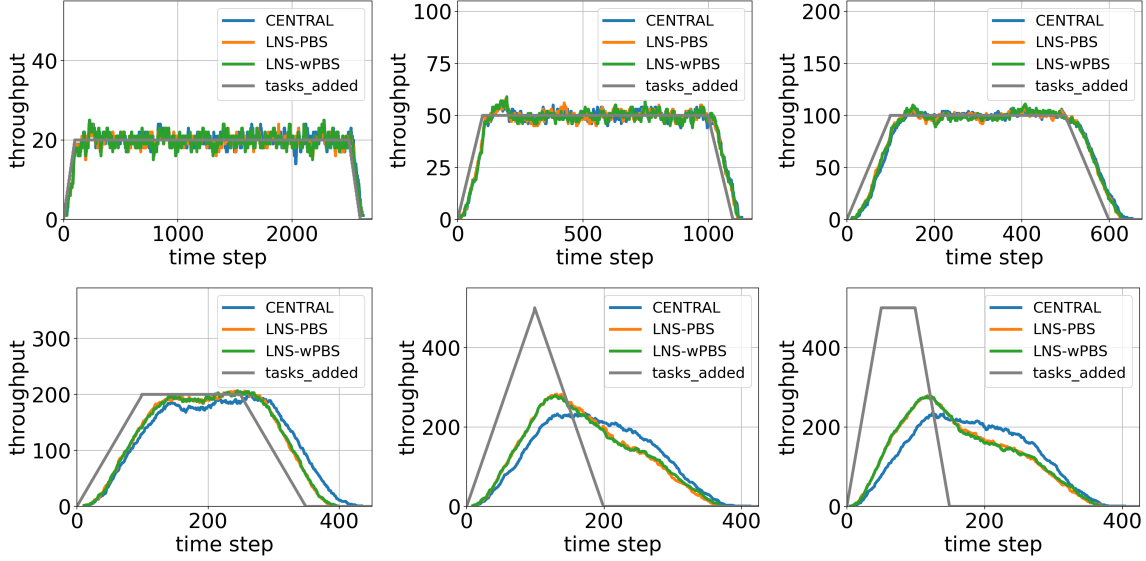 throughput
40
20
0
0
1000
2000
time step
CENTRAL
LNS-PBS
LNS-wPBS
tasks_added
throughput
100
75
50
25
0
0
500
1000
time step
CENTRAL
LNS-PBS
LNS-wPBS
tasks_added
throughput
200
150
100
50
0
0
200
400
600
time step
CENTRAL
LNS-PBS
LNS-wPBS
tasks_added
throughput
300
200
100
0
0
200
400
time step
CENTRAL
LNS-PBS
LNS-wPBS
tasks_added
throughput
400
200
0
0
200
400
time step
CENTRAL
LNS-PBS
LNS-wPBS
tasks_added
throughput
400
200
0
0
200
400
time step
CENTRAL
LNS-PBS
LNS-wPBS
tasks_added